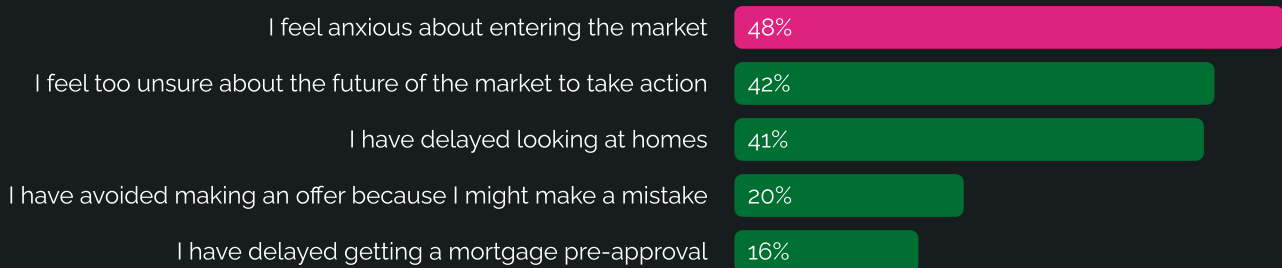 I feel anxious about entering the market 48%
I feel too unsure about the future of the market to take action 42%
I have delayed looking at homes 41%
I have avoided making an offer because I might make a mistake 20%
I have delayed getting a mortgage pre-approval 16%